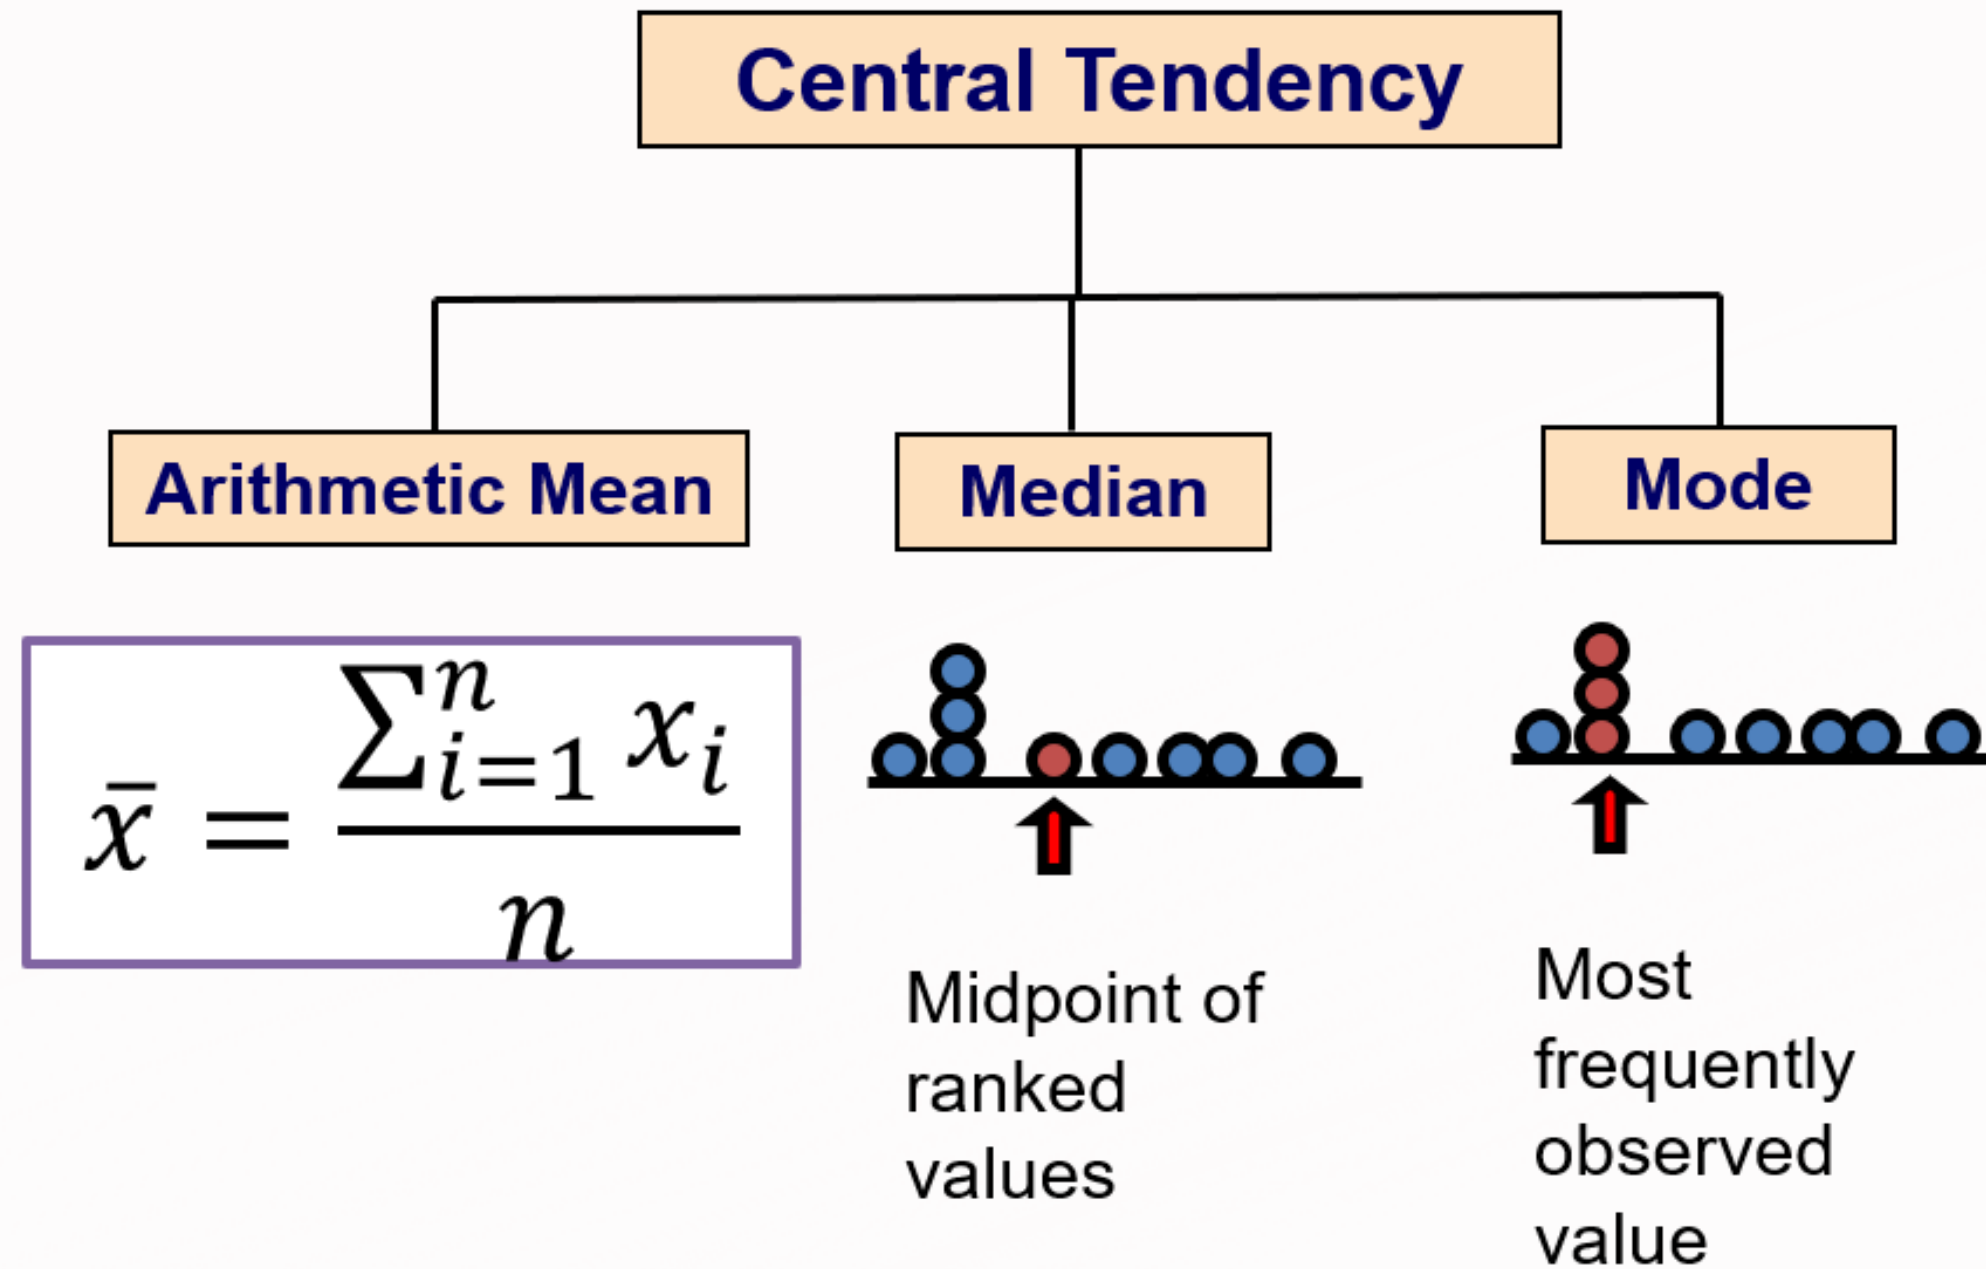 Central Tendency
Arithmetic Mean
Median
Mode
x̄ = ∑ⁿᵢ₌₁ xᵢ / n
Midpoint of
ranked
values
Most
frequently
observed
value